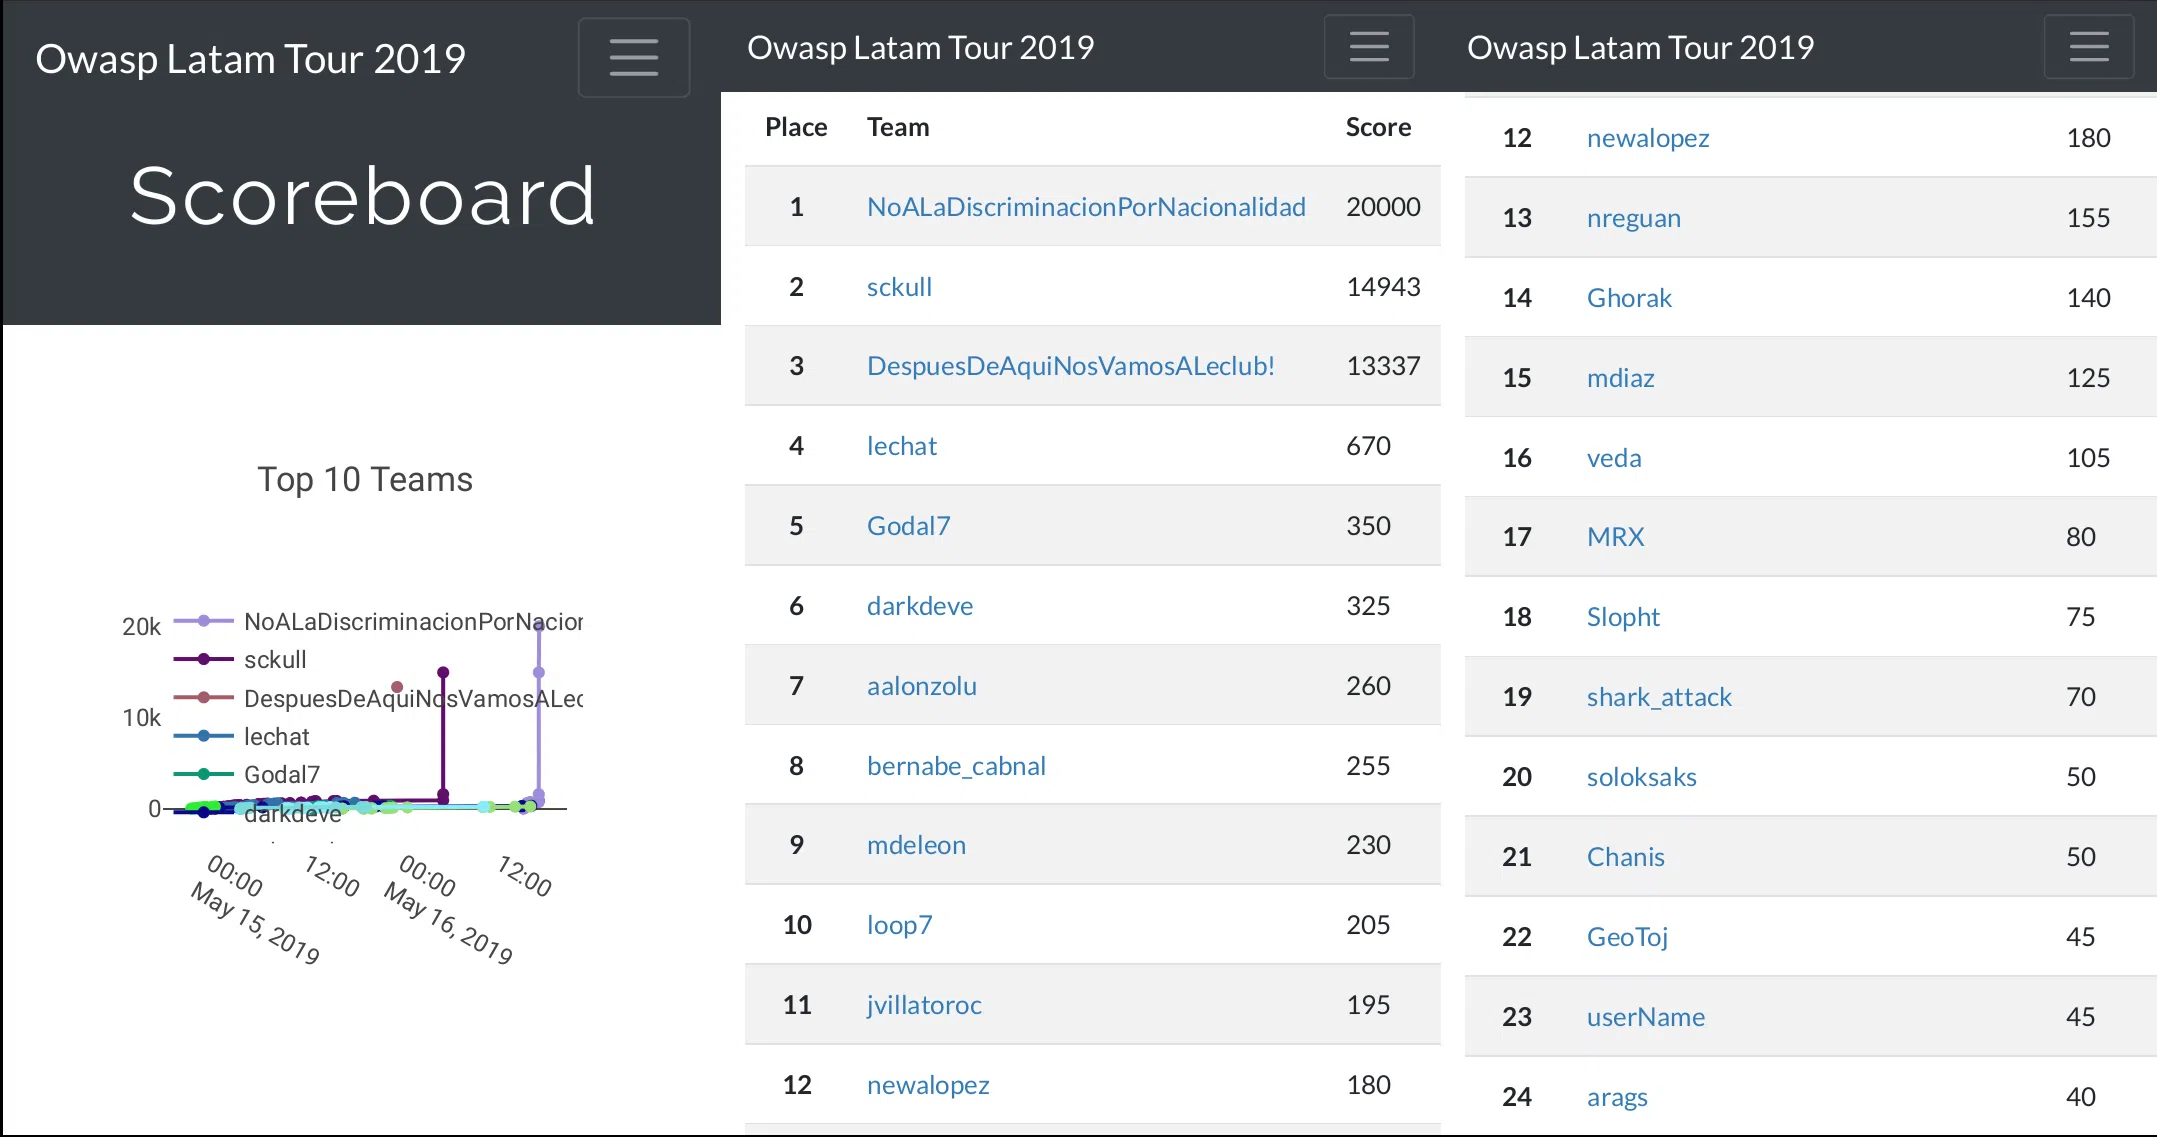 Owasp Latam Tour 2019
Scoreboard
Top 10 Teams
20k
10k
0
NoALaDiscriminacionPorNacior
sckull
DespuesDeAquiNosVamosALec
lechat
Godal7
darkdeve
00:00
May 15, 2019
12:00
00:00
May 16, 2019
12:00
Owasp Latam Tour 2019
Place Team Score
1 NoALaDiscriminacionPorNacionalidad 20000
2 sckull 14943
3 DespuesDeAquiNosVamosALeclub! 13337
4 lechat 670
5 Godal7 350
6 darkdeve 325
7 aalonzolu 260
8 bernabe_cabnal 255
9 mdeleon 230
10 loop7 205
11 jvillatoroc 195
12 newalopez 180
Owasp Latam Tour 2019
12 newalopez 180
13 nreguan 155
14 Ghorak 140
15 mdiaz 125
16 veda 105
17 MRX 80
18 Slopht 75
19 shark_attack 70
20 soloksaks 50
21 Chanis 50
22 GeoToj 45
23 userName 45
24 arags 40